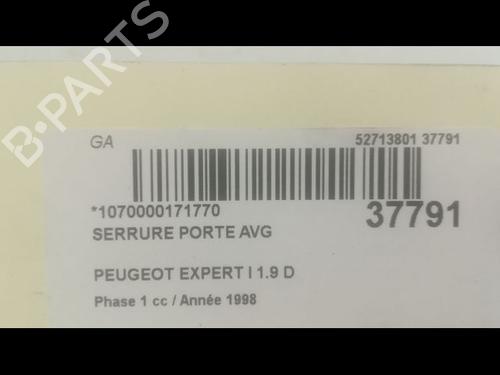 B-PARTS
GA
52713801 37791
*1070000171770
37791
SERRURE PORTE AVG
PEUGEOT EXPERT I 1.9 D
Phase 1 cc / Année 1998